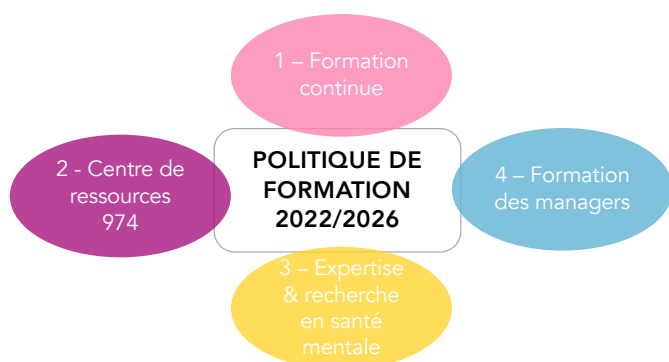 1 – Formation
continue
2 - Centre de
ressources
974
POLITIQUE DE
FORMATION
2022/2026
4 – Formation
des managers
3 – Expertise
& recherche
en santé
mentale